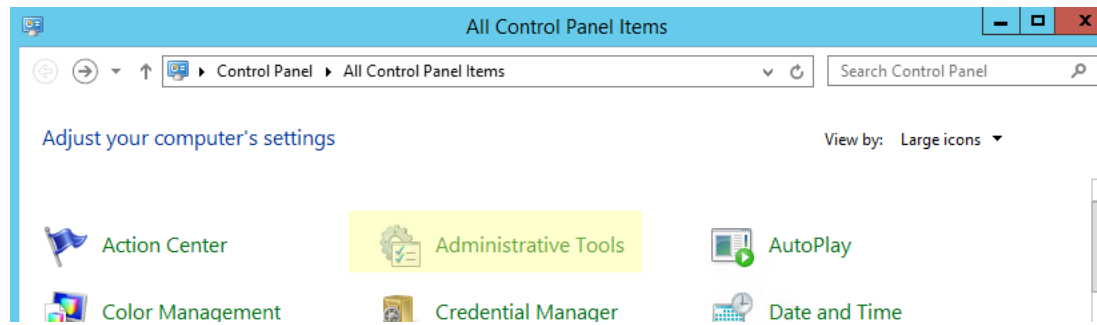 All Control Panel Items
Control Panel All Control Panel Items Search Control Panel
Adjust your computer's settings View by: Large icons
Action Center Administrative Tools AutoPlay
Color Management Credential Manager Date and Time